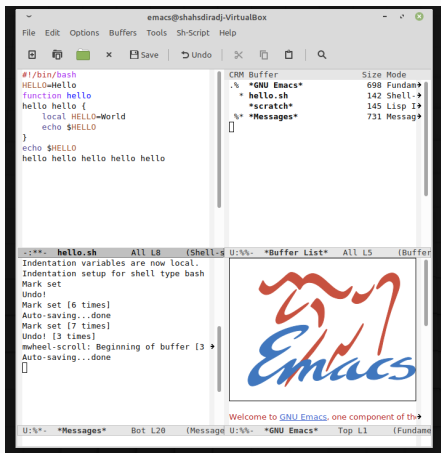 emacs@shahsdiradj-VirtualBox
File Edit Options Buffers Tools Sh-Script Help
Save Undo
#!/bin/bash
HELLO=Hello
function hello
hello hello {
    local HELLO=World
    echo $HELLO
}
echo $HELLO
hello hello hello hello hello
-:**- hello.sh All L8 (Shell-s
CRM Buffer Size Mode
.% *GNU Emacs* 698 Fundam
* hello.sh 142 Shell-
*scratch* 145 Lisp I
%* *Messages* 731 Messag
U:%%- *Buffer List* All L5 (Buffer
Indentation variables are now local.
Indentation setup for shell type bash
Mark set
Undo!
Mark set [6 times]
Auto-saving...done
Mark set [7 times]
Undo! [3 times]
mwheel-scroll: Beginning of buffer [3
Auto-saving...done
U:%*- *Messages* Bot L20 (Message
Emacs
Welcome to GNU Emacs, one component of the
U:%%- *GNU Emacs* Top L1 (Fundame